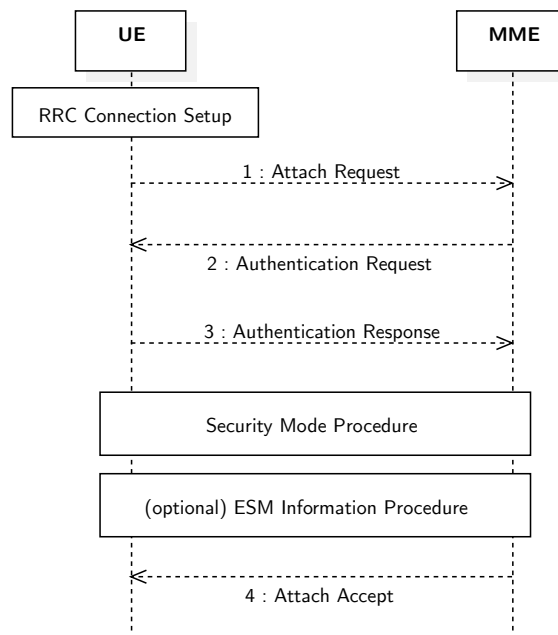 UE
MME
RRC Connection Setup
1 : Attach Request
2 : Authentication Request
3 : Authentication Response
Security Mode Procedure
(optional) ESM Information Procedure
4 : Attach Accept